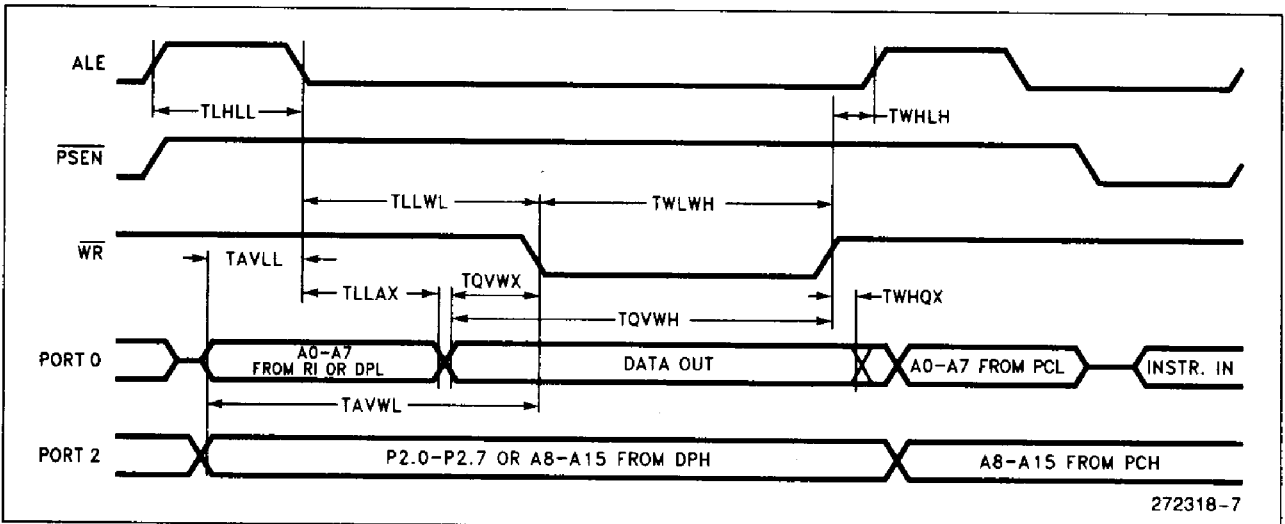 ALE
TLHLL
TWHLH
PSEN
TLLWL
TWLWH
WR
TAVLL
TQVWX
TLLAX
TWHQX
TQVWH
PORT 0
A0-A7
FROM RI OR DPL
DATA OUT
A0-A7 FROM PCL
INSTR. IN
TAVWL
PORT 2
P2.0-P2.7 OR A8-A15 FROM DPH
A8-A15 FROM PCH
272318-7